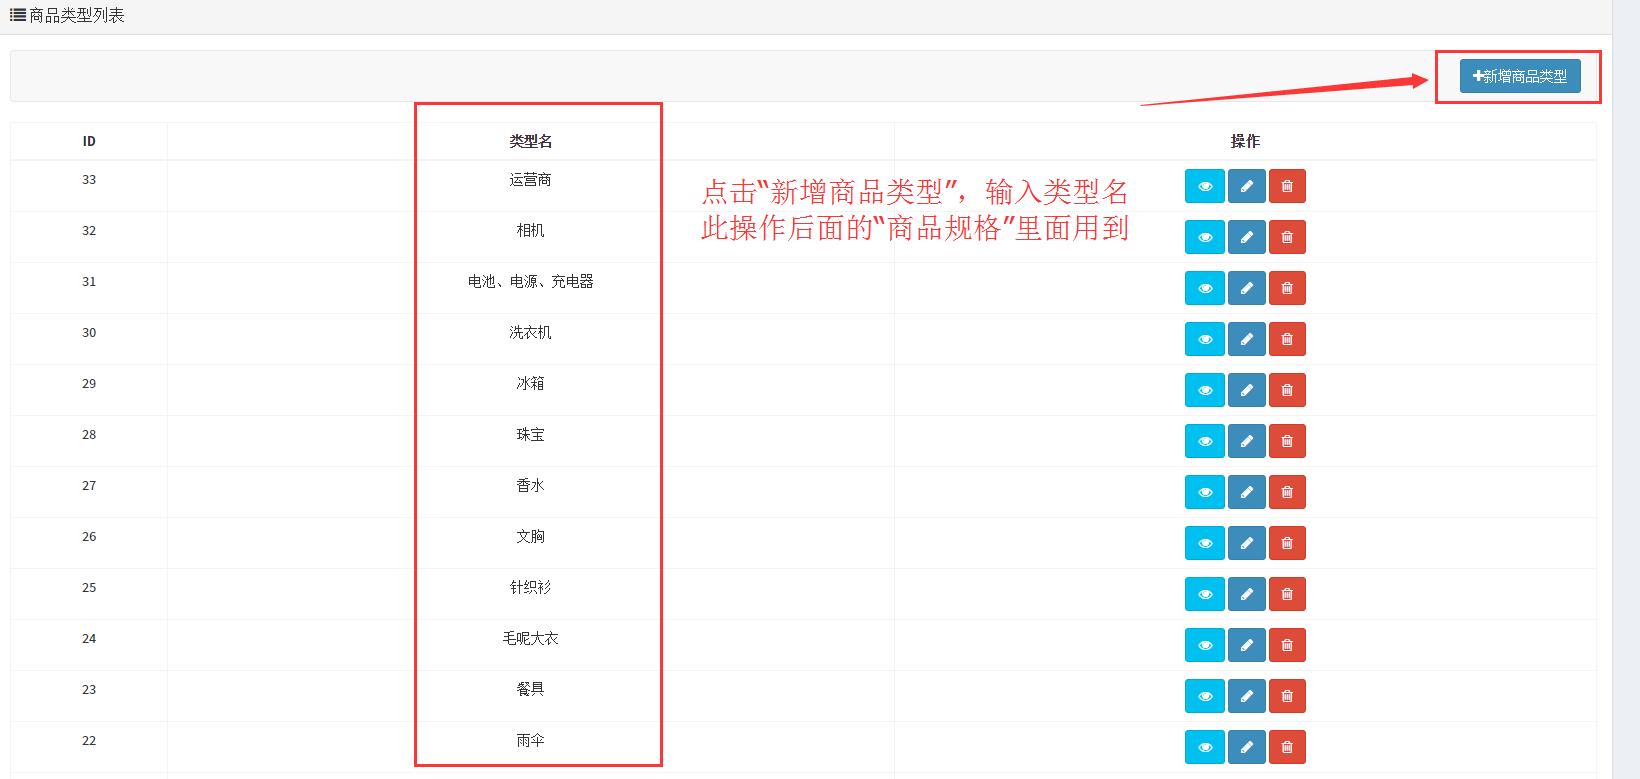 商品类型列表
新增商品类型
ID 类型名 操作
33 运营商
点击“新增商品类型”，输入类型名
32 相机
此操作后面的“商品规格”里面用到
31 电池、电源、充电器
30 洗衣机
29 冰箱
28 珠宝
27 香水
26 文胸
25 针织衫
24 毛呢大衣
23 餐具
22 雨伞